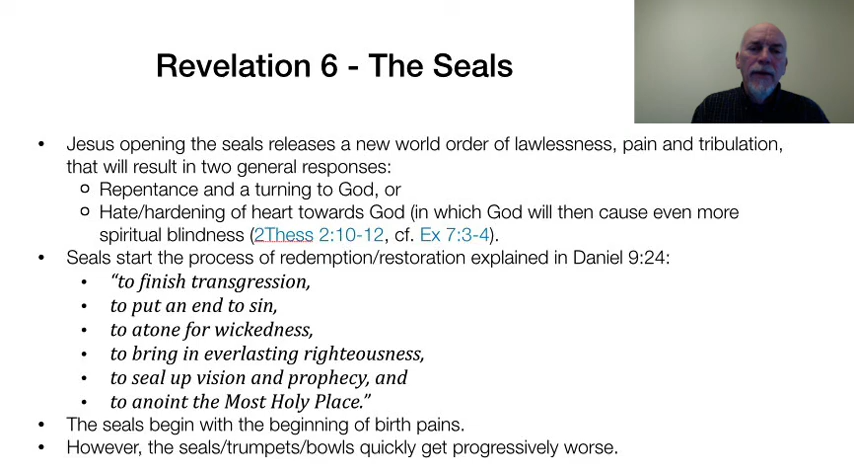 Revelation 6 - The Seals
• Jesus opening the seals releases a new world order of lawlessness, pain and tribulation,
that will result in two general responses:
o Repentance and a turning to God, or
o Hate/hardening of heart towards God (in which God will then cause even more
spiritual blindness (2Thess 2:10-12, cf. Ex 7:3-4).
• Seals start the process of redemption/restoration explained in Daniel 9:24:
• “to finish transgression,
• to put an end to sin,
• to atone for wickedness,
• to bring in everlasting righteousness,
• to seal up vision and prophecy, and
• to anoint the Most Holy Place.”
• The seals begin with the beginning of birth pains.
• However, the seals/trumpets/bowls quickly get progressively worse.